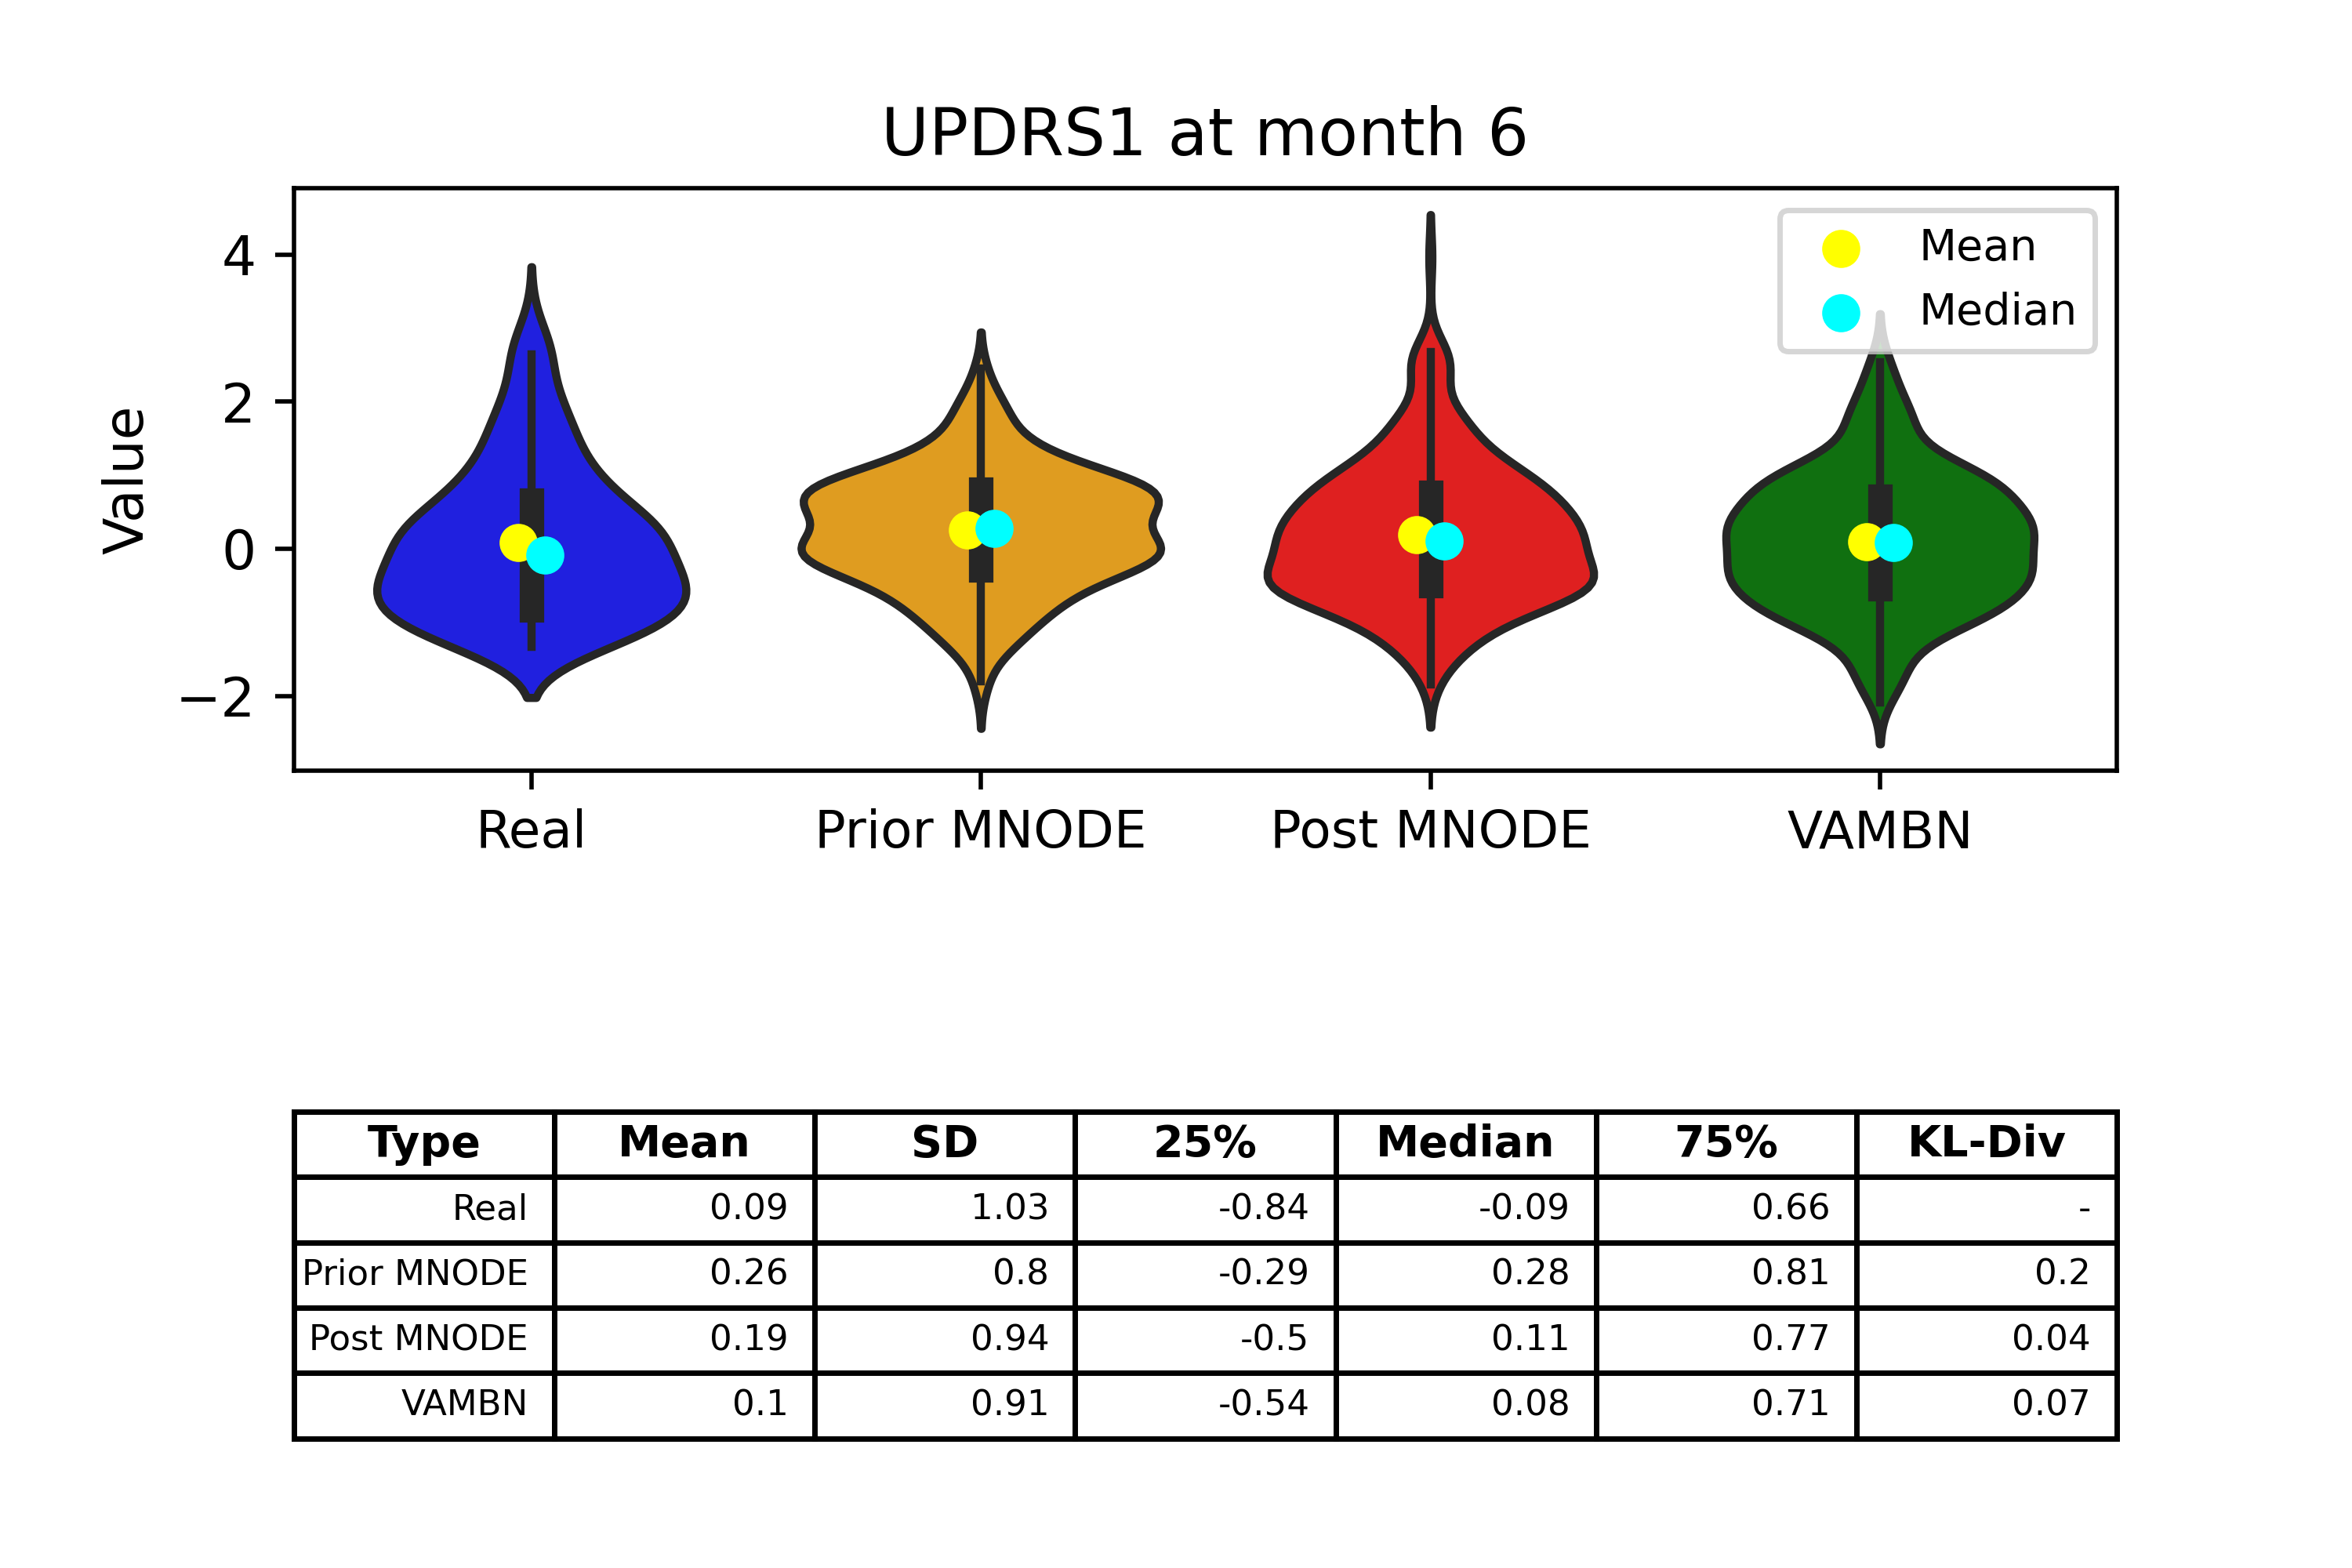 UPDRS1 at month 6
Value
4
2
0
−2
Mean
Median
Real Prior MNODE Post MNODE VAMBN
Type Mean SD 25% Median 75% KL-Div
Real 0.09 1.03 -0.84 -0.09 0.66 -
Prior MNODE 0.26 0.8 -0.29 0.28 0.81 0.2
Post MNODE 0.19 0.94 -0.5 0.11 0.77 0.04
VAMBN 0.1 0.91 -0.54 0.08 0.71 0.07